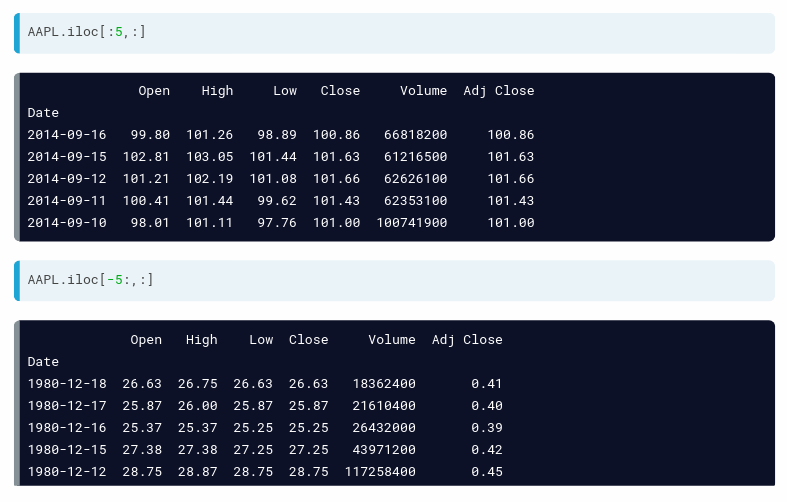 AAPL.iloc[:5,:]
Open High Low Close Volume Adj Close
Date
2014-09-16 99.80 101.26 98.89 100.86 66818200 100.86
2014-09-15 102.81 103.05 101.44 101.63 61216500 101.63
2014-09-12 101.21 102.19 101.08 101.66 62626100 101.66
2014-09-11 100.41 101.44 99.62 101.43 62353100 101.43
2014-09-10 98.01 101.11 97.76 101.00 100741900 101.00
AAPL.iloc[-5:,:]
Open High Low Close Volume Adj Close
Date
1980-12-18 26.63 26.75 26.63 26.63 18362400 0.41
1980-12-17 25.87 26.00 25.87 25.87 21610400 0.40
1980-12-16 25.37 25.37 25.25 25.25 26432000 0.39
1980-12-15 27.38 27.38 27.25 27.25 43971200 0.42
1980-12-12 28.75 28.87 28.75 28.75 117258400 0.45